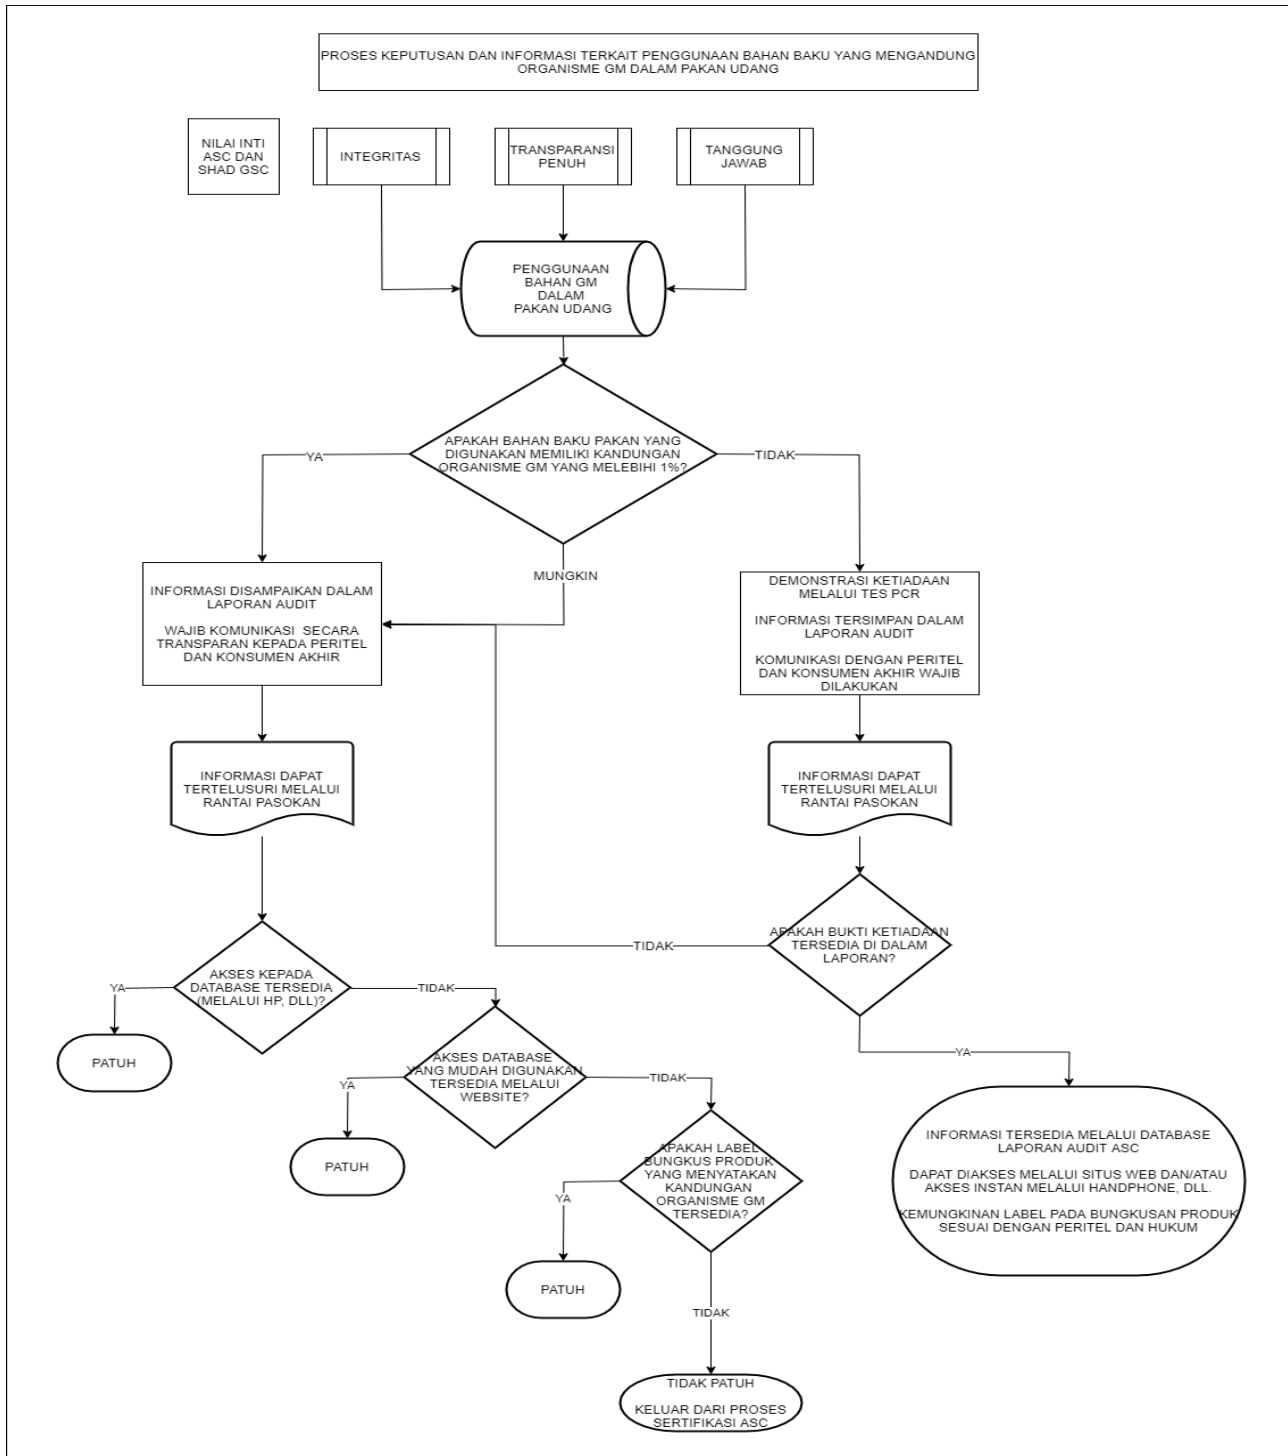 PROSES KEPUTUSAN DAN INFORMASI TERKAIT PENGGUNAAN BAHAN BAKU YANG MENGANDUNG
ORGANISME GM DALAM PAKAN UDANG
NILAI INTI
ASC DAN
SHAD GSC
INTEGRITAS
TRANSPARANSI
PENUH
TANGGUNG
JAWAB
PENGGUNAAN
BAHAN GM
DALAM
PAKAN UDANG
APAKAH BAHAN BAKU PAKAN YANG
DIGUNAKAN MEMILIKI KANDUNGAN
ORGANISME GM YANG MELEBIHI 1%?
YA
TIDAK
MUNGKIN
INFORMASI DISAMPAIKAN DALAM
LAPORAN AUDIT
WAJIB KOMUNIKASI SECARA
TRANSPARAN KEPADA PERITEL
DAN KONSUMEN AKHIR
DEMONSTRASI KETIADAAN
MELALUI TES PCR
INFORMASI TERSIMPAN DALAM
LAPORAN AUDIT
KOMUNIKASI DENGAN PERITEL
DAN KONSUMEN AKHIR WAJIB
DILAKUKAN
INFORMASI DAPAT
TERTELUSURI MELALUI
RANTAI PASOKAN
INFORMASI DAPAT
TERTELUSURI MELALUI
RANTAI PASOKAN
APAKAH BUKTI KETIADAAN
TERSEDIA DI DALAM
LAPORAN?
TIDAK
YA
AKSES KEPADA
DATABASE TERSEDIA
(MELALUI HP, DLL)?
YA
TIDAK
PATUH
AKSES DATABASE
YANG MUDAH DIGUNAKAN
TERSEDIA MELALUI
WEBSITE?
YA
TIDAK
PATUH
APAKAH LABEL
BUNGKUS PRODUK
YANG MENYATAKAN
KANDUNGAN
ORGANISME GM
TERSEDIA?
YA
PATUH
TIDAK
INFORMASI TERSEDIA MELALUI DATABASE
LAPORAN AUDIT ASC
DAPAT DIAKSES MELALUI SITUS WEB DAN/ATAU
AKSES INSTAN MELALUI HANDPHONE, DLL.
KEMUNGKINAN LABEL PADA BUNGKUSAN PRODUK
SESUAI DENGAN PERITEL DAN HUKUM
TIDAK PATUH
KELUAR DARI PROSES
SERTIFIKASI ASC